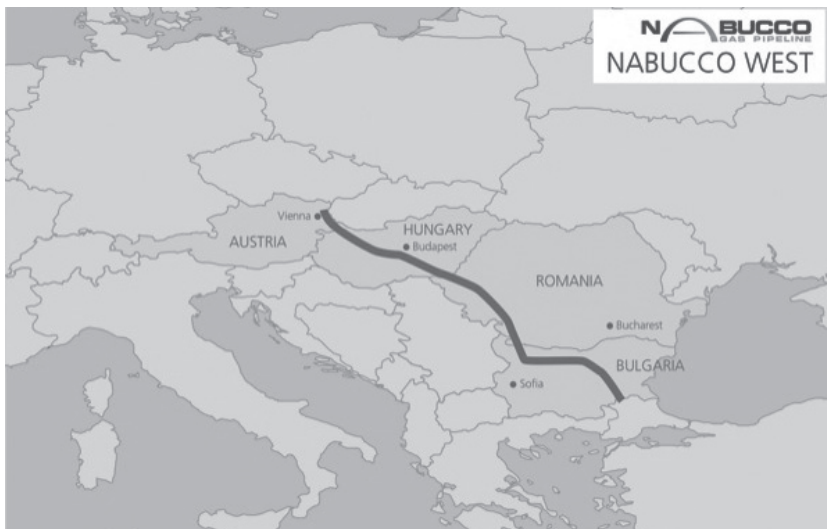 NABUCCO
GAS PIPELINE
NABUCCO WEST
Vienna
AUSTRIA
HUNGARY
Budapest
ROMANIA
Bucharest
BULGARIA
Sofia